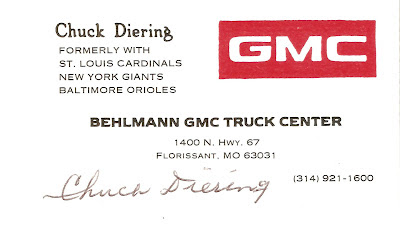 Chuck Diering
FORMERLY WITH
ST. LOUIS CARDINALS
NEW YORK GIANTS
BALTIMORE ORIOLES
GMC
BEHLMANN GMC TRUCK CENTER
1400 N. HWY. 67
FLORISSANT, MO 63031
(314) 921-1600
Chuck Diering